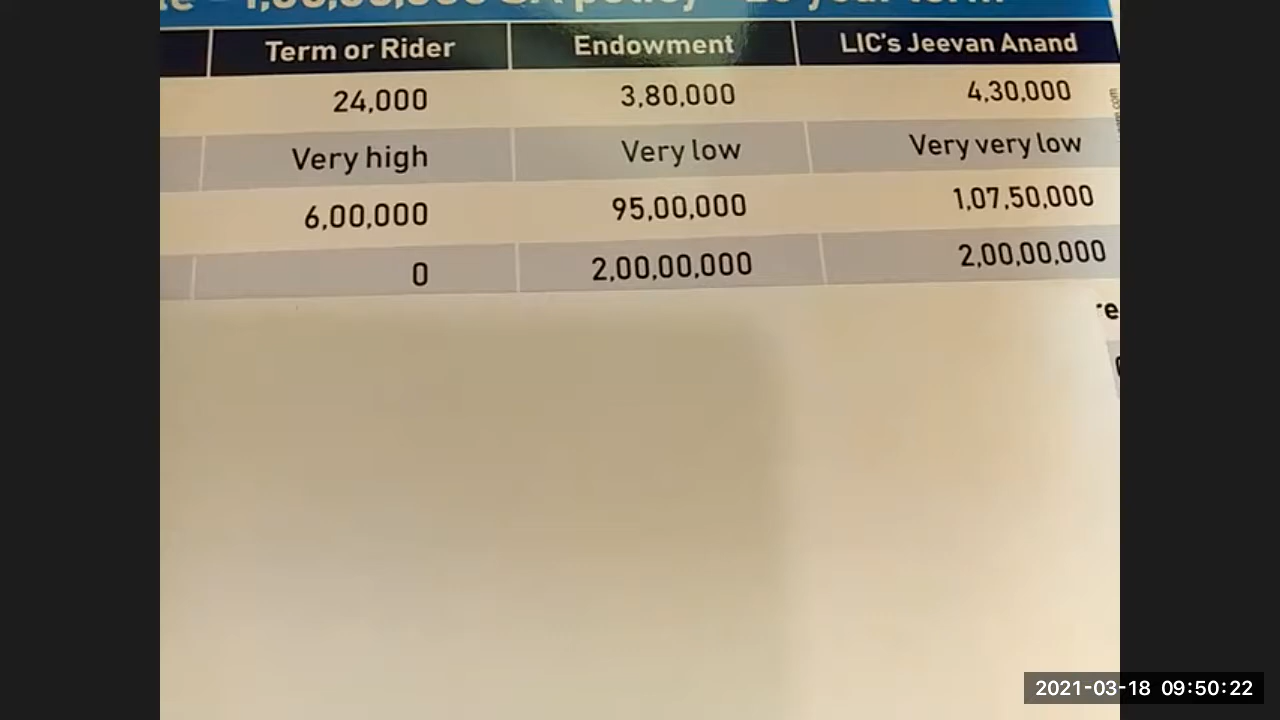 Term or Rider Endowment LIC's Jeevan Anand
24,000 3,80,000 4,30,000
Very high Very low Very very low
6,00,000 95,00,000 1,07,50,000
0 2,00,00,000 2,00,00,000
2021-03-18 09:50:22